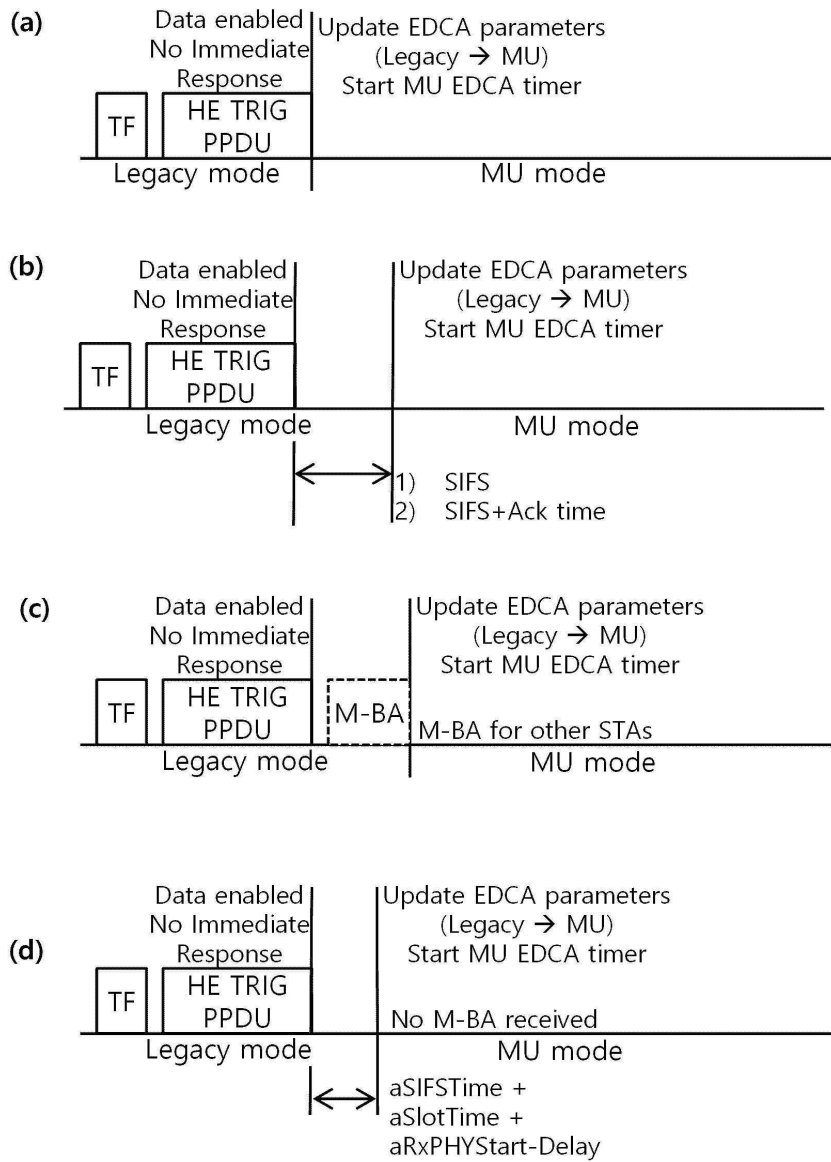 (a)
Data enabled
No Immediate
Response
Update EDCA parameters
(Legacy → MU)
Start MU EDCA timer
TF
HE TRIG
PPDU
Legacy mode
MU mode
(b)
Data enabled
No Immediate
Response
Update EDCA parameters
(Legacy → MU)
Start MU EDCA timer
TF
HE TRIG
PPDU
Legacy mode
MU mode
1) SIFS
2) SIFS+Ack time
(c)
Data enabled
No Immediate
Response
Update EDCA parameters
(Legacy → MU)
Start MU EDCA timer
TF
HE TRIG
PPDU
M-BA
M-BA for other STAs
Legacy mode
MU mode
(d)
Data enabled
No Immediate
Response
Update EDCA parameters
(Legacy → MU)
Start MU EDCA timer
TF
HE TRIG
PPDU
No M-BA received
Legacy mode
MU mode
aSIFSTime +
aSlotTime +
aRxPHYStart-Delay